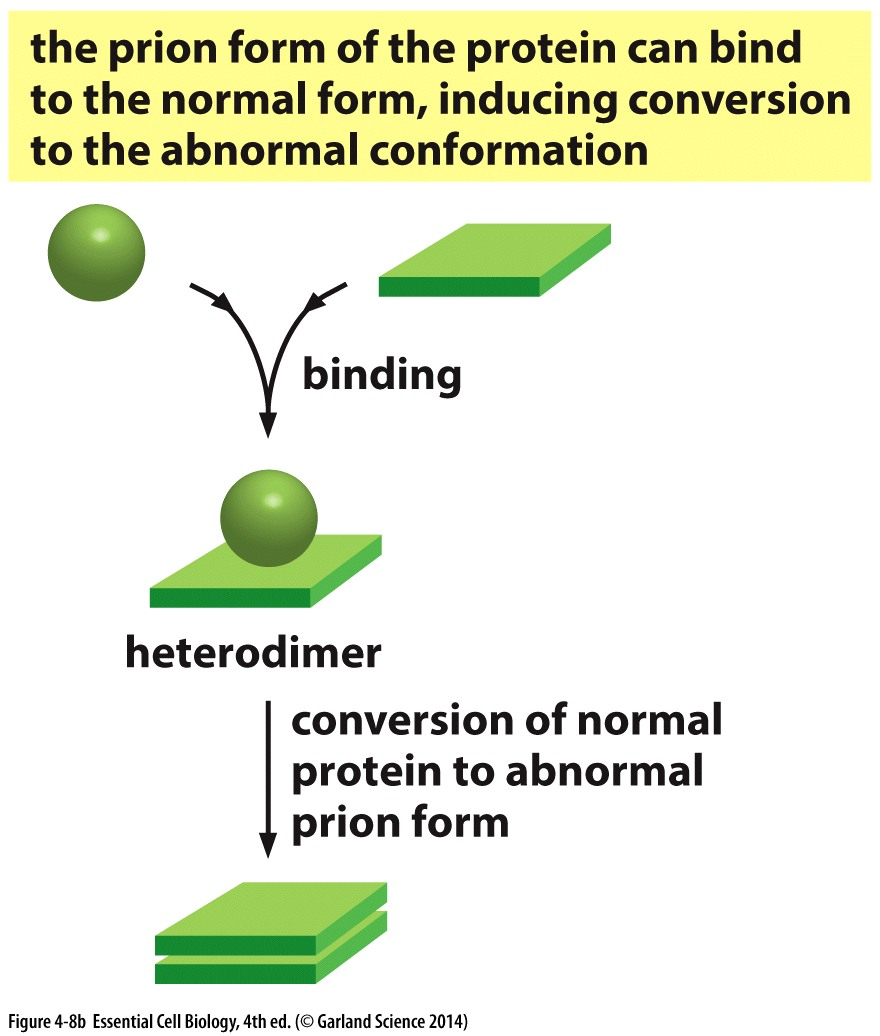 the prion form of the protein can bind
to the normal form, inducing conversion
to the abnormal conformation
binding
heterodimer
conversion of normal
protein to abnormal
prion form
Figure 4-8b Essential Cell Biology, 4th ed. (© Garland Science 2014)